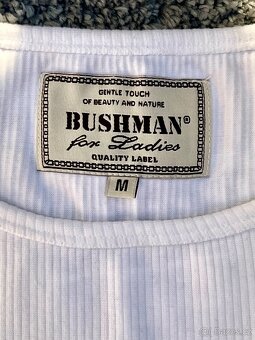 GENTLE TOUCH
OF BEAUTY AND NATURE
BUSHMAN®
for Ladies
QUALITY LABEL
M